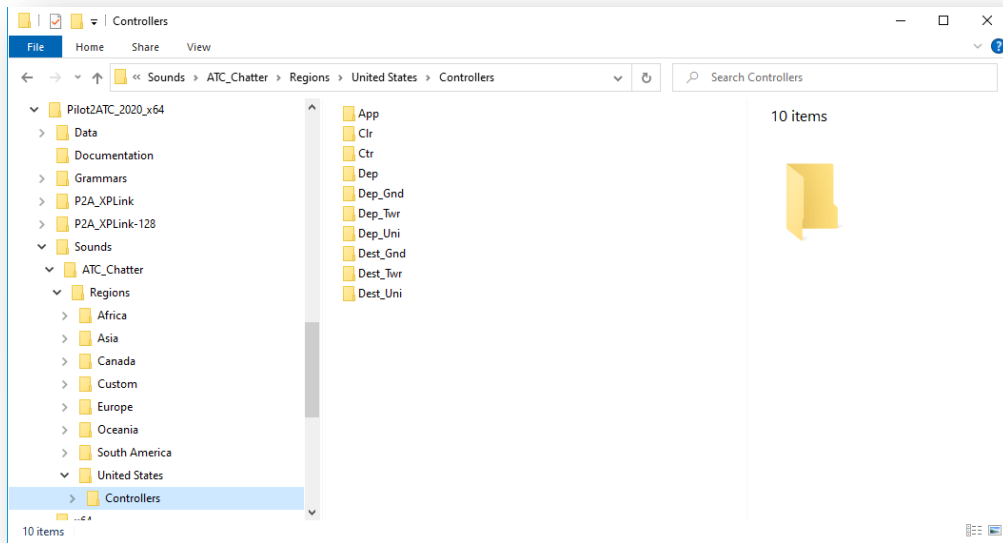 Controllers
File Home Share View
« Sounds > ATC_Chatter > Regions > United States > Controllers
Search Controllers
Pilot2ATC_2020_x64
Data
Documentation
Grammars
P2A_XPLink
P2A_XPLink-128
Sounds
ATC_Chatter
Regions
Africa
Asia
Canada
Custom
Europe
Oceania
South America
United States
Controllers
x64
App
Clr
Ctr
Dep
Dep_Gnd
Dep_Twr
Dep_Uni
Dest_Gnd
Dest_Twr
Dest_Uni
10 items
10 items